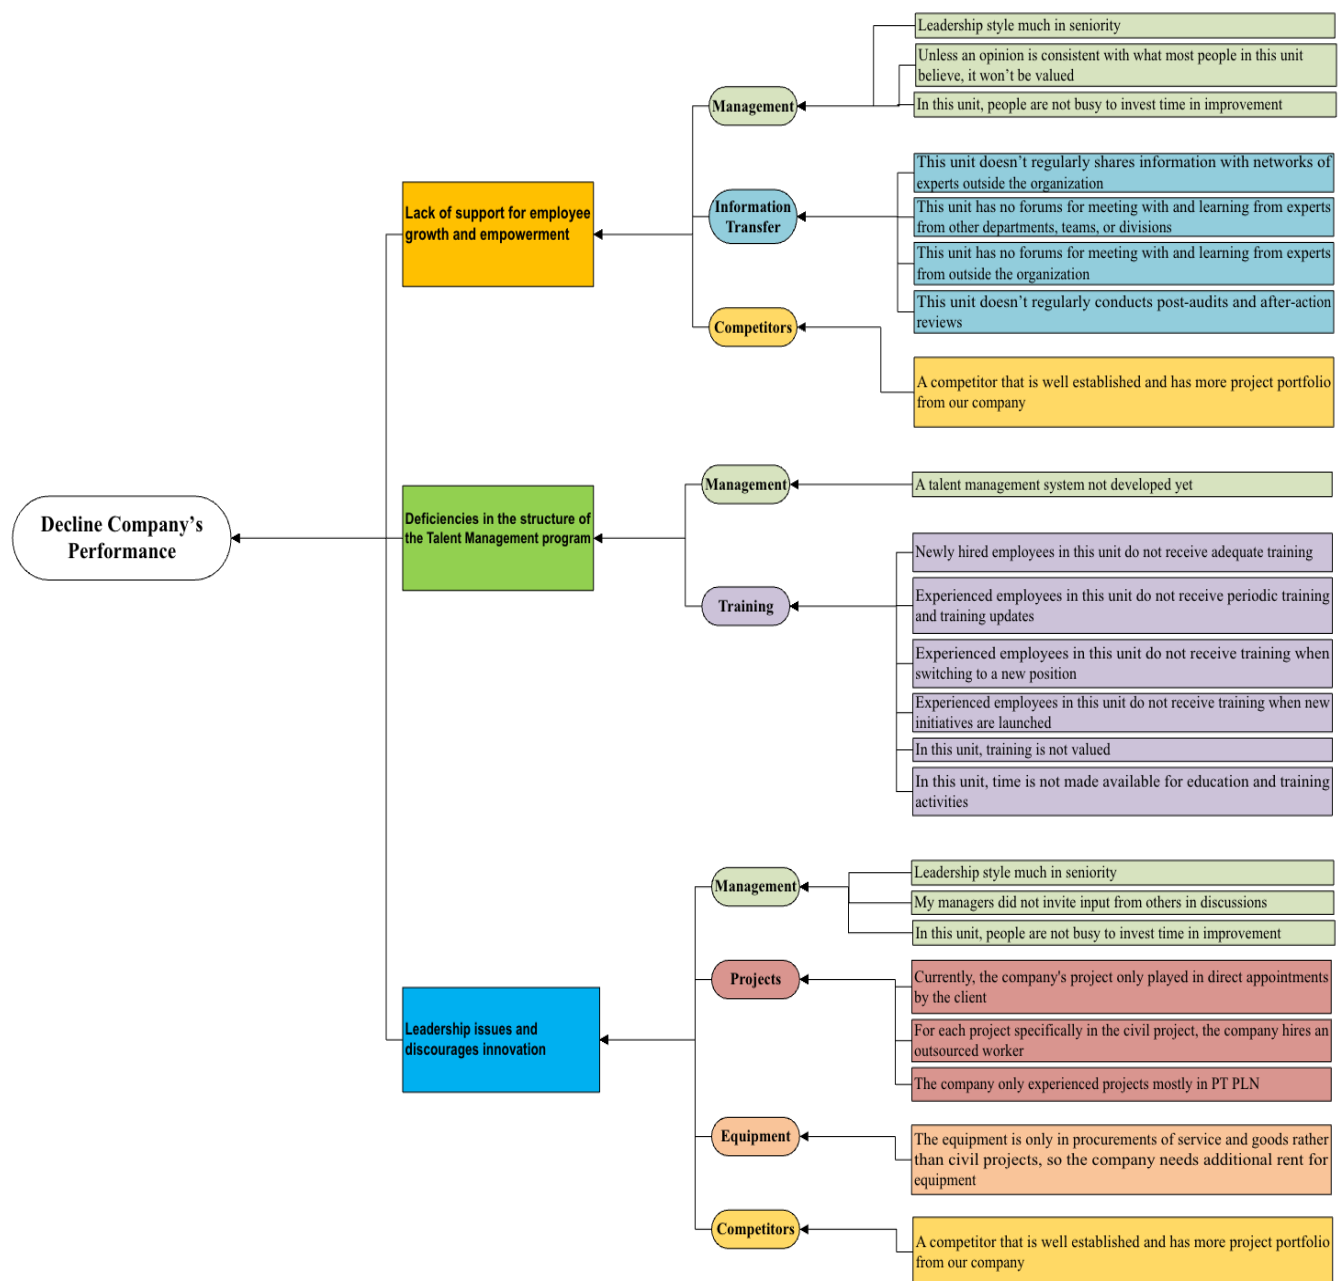 Decline Company's
Performance
Lack of support for employee
growth and empowerment
Management
Leadership style much in seniority
Unless an opinion is consistent with what most people in this unit
believe, it won't be valued
In this unit, people are not busy to invest time in improvement
Information
Transfer
This unit doesn't regularly shares information with networks of
experts outside the organization
This unit has no forums for meeting with and learning from experts
from other departments, teams, or divisions
This unit has no forums for meeting with and learning from experts
from outside the organization
This unit doesn't regularly conducts post-audits and after-action
reviews
Competitors
A competitor that is well established and has more project portfolio
from our company
Deficiencies in the structure of
the Talent Management program
Management
A talent management system not developed yet
Training
Newly hired employees in this unit do not receive adequate training
Experienced employees in this unit do not receive periodic training
and training updates
Experienced employees in this unit do not receive training when
switching to a new position
Experienced employees in this unit do not receive training when new
initiatives are launched
In this unit, training is not valued
In this unit, time is not made available for education and training
activities
Leadership issues and
discourages innovation
Management
Leadership style much in seniority
My managers did not invite input from others in discussions
In this unit, people are not busy to invest time in improvement
Projects
Currently, the company's project only played in direct appointments
by the client
For each project specifically in the civil project, the company hires an
outsourced worker
The company only experienced projects mostly in PT PLN
Equipment
The equipment is only in procurements of service and goods rather
than civil projects, so the company needs additional rent for
equipment
Competitors
A competitor that is well established and has more project portfolio
from our company